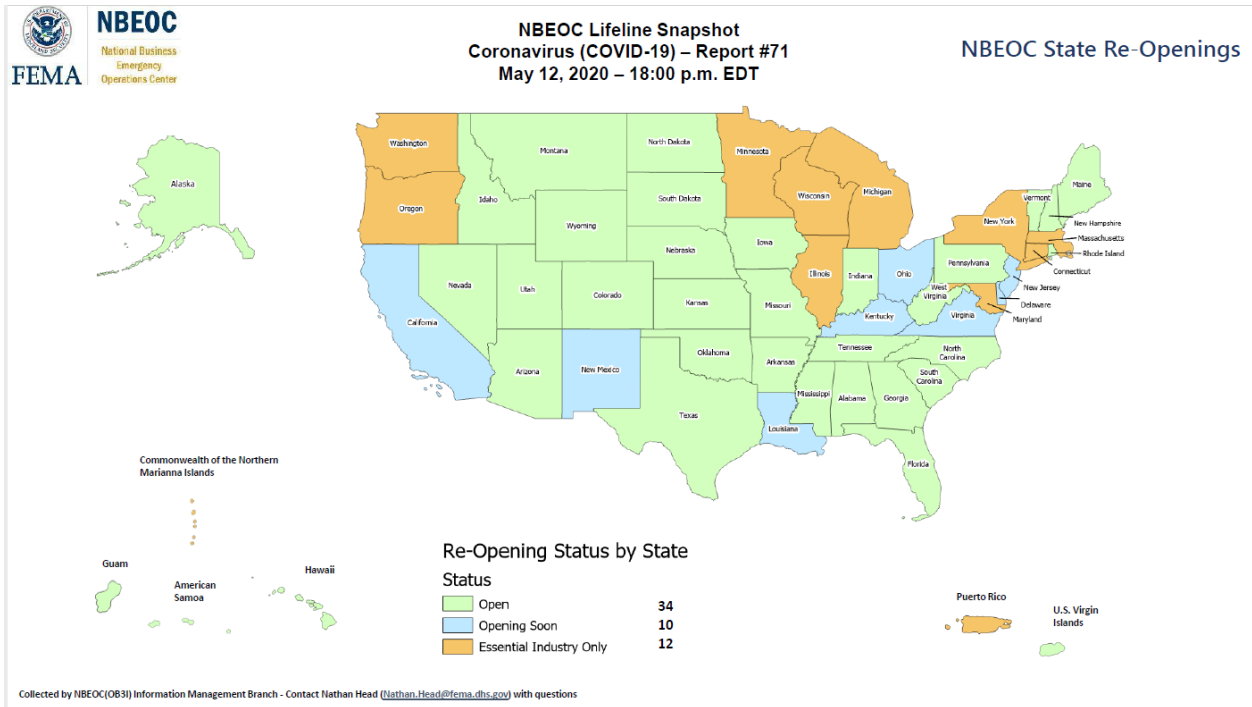 FEMA
NBEOC
National Business
Emergency
Operations Center
NBEOC Lifeline Snapshot
Coronavirus (COVID-19) – Report #71
May 12, 2020 – 18:00 p.m. EDT
NBEOC State Re-Openings
Alaska
Washington
Oregon
California
Idaho
Nevada
Montana
Wyoming
Utah
Arizona
Colorado
New Mexico
North Dakota
South Dakota
Nebraska
Kansas
Oklahoma
Texas
Minnesota
Iowa
Missouri
Arkansas
Louisiana
Wisconsin
Illinois
Michigan
Indiana
Ohio
Kentucky
Tennessee
Mississippi
Alabama
Georgia
Florida
South
Carolina
North
Carolina
Virginia
West
Virginia
Pennsylvania
New York
Vermont
Maine
New Hampshire
Massachusetts
Rhode Island
Connecticut
New Jersey
Delaware
Maryland
Commonwealth of the Northern
Marianna Islands
Guam
American
Samoa
Hawaii
Re-Opening Status by State
Status
Open 34
Opening Soon 10
Essential Industry Only 12
Puerto Rico
U.S. Virgin
Islands
Collected by NBEOC(OB3I) Information Management Branch - Contact Nathan Head (Nathan.Head@fema.dhs.gov) with questions